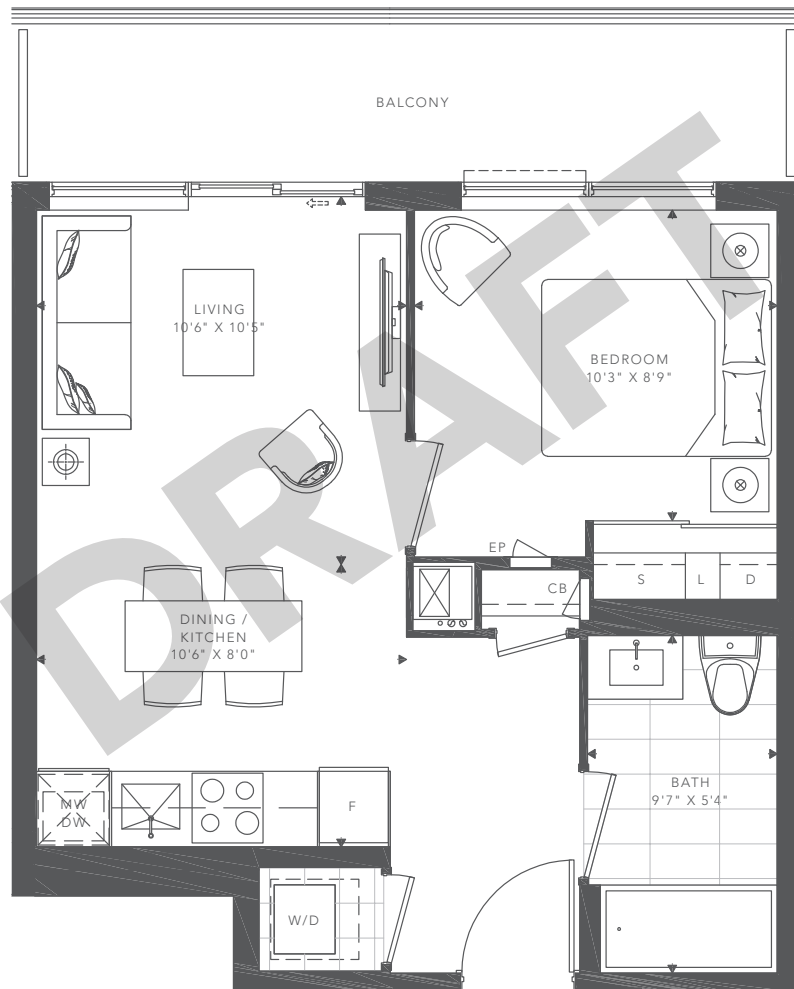 BALCONY
LIVING
10'6" X 10'5"
BEDROOM
10'3" X 8'9"
EP
CB
S
L
D
DINING /
KITCHEN
10'6" X 8'0"
MW
DW
F
BATH
9'7" X 5'4"
W/D
DRAFT